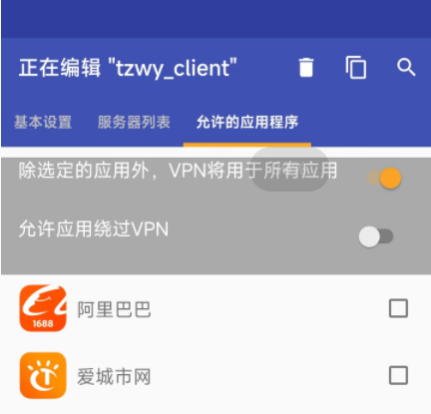 正在编辑 "tzwy_client"
基本设置 服务器列表 允许的应用程序
除选定的应用外，VPN将用于所有应用
允许应用绕过VPN
1688
阿里巴巴
爱城市网